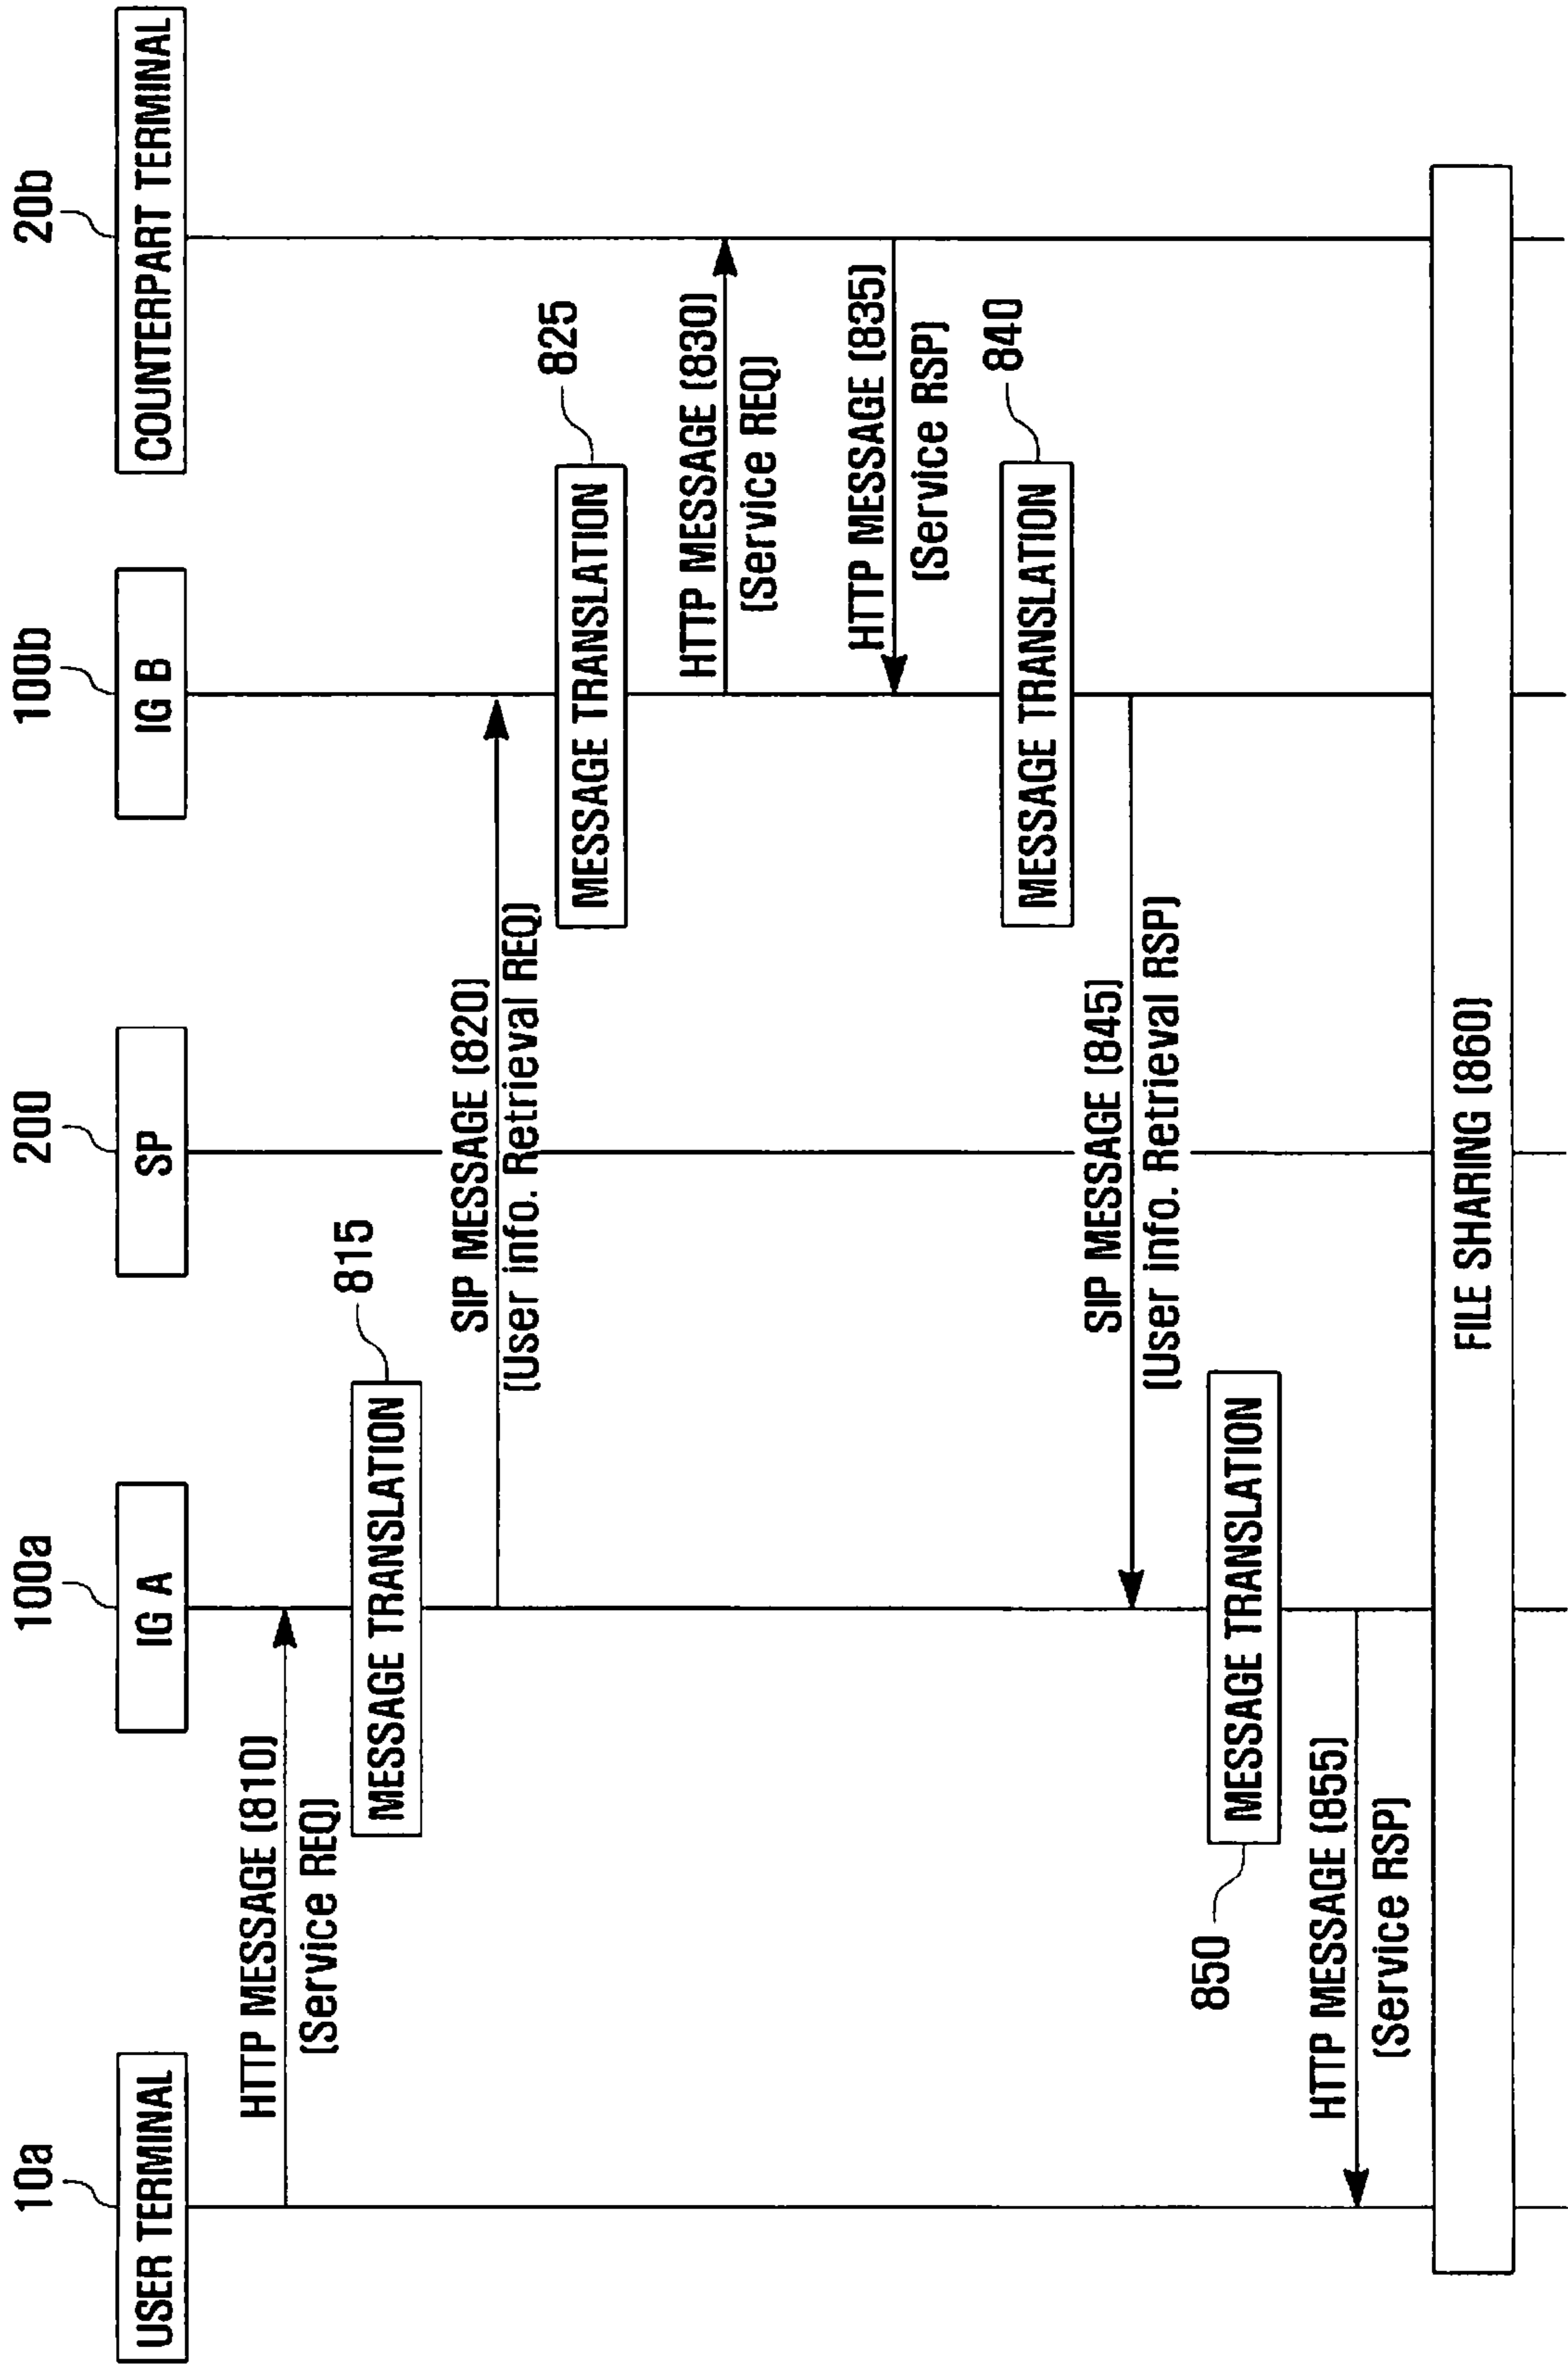 10a
100a
200
100b
20b
USER TERMINAL
IG A
SP
IG B
COUNTERPART TERMINAL
HTTP MESSAGE (810)
(Service REQ)
815
MESSAGE TRANSLATION
SIP MESSAGE (820)
(User info. Retrieval REQ)
825
MESSAGE TRANSLATION
HTTP MESSAGE (830)
(Service REQ)
HTTP MESSAGE (835)
(Service RSP)
840
MESSAGE TRANSLATION
SIP MESSAGE (845)
(User info. Retrieval RSP)
850
MESSAGE TRANSLATION
HTTP MESSAGE (855)
(Service RSP)
FILE SHARING (860)